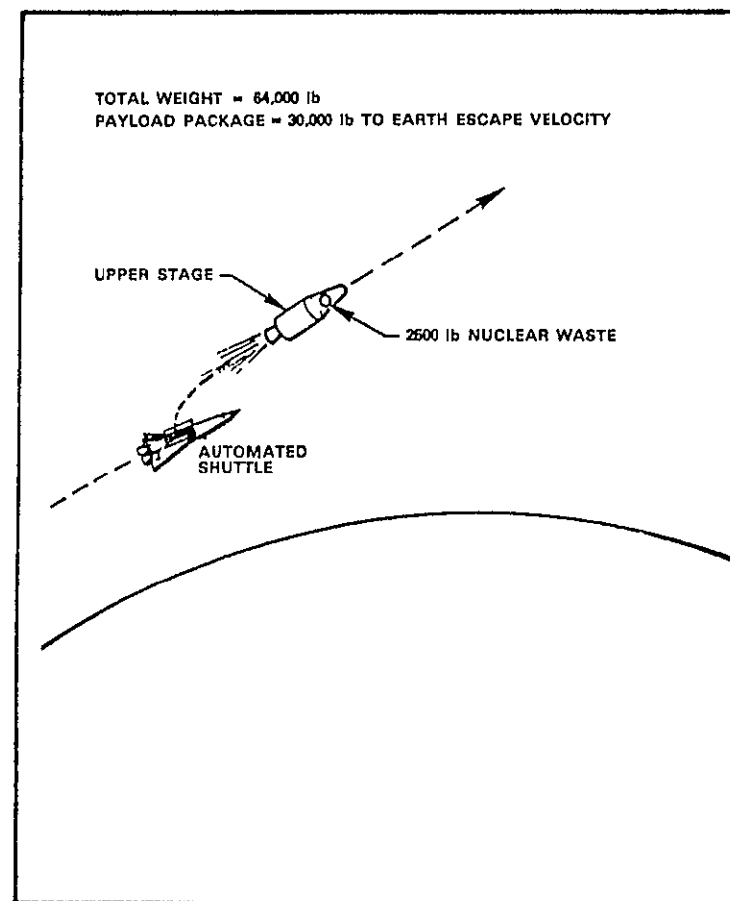 TOTAL WEIGHT = 64,000 lb
PAYLOAD PACKAGE = 30,000 lb TO EARTH ESCAPE VELOCITY
UPPER STAGE
2500 lb NUCLEAR WASTE
AUTOMATED
SHUTTLE